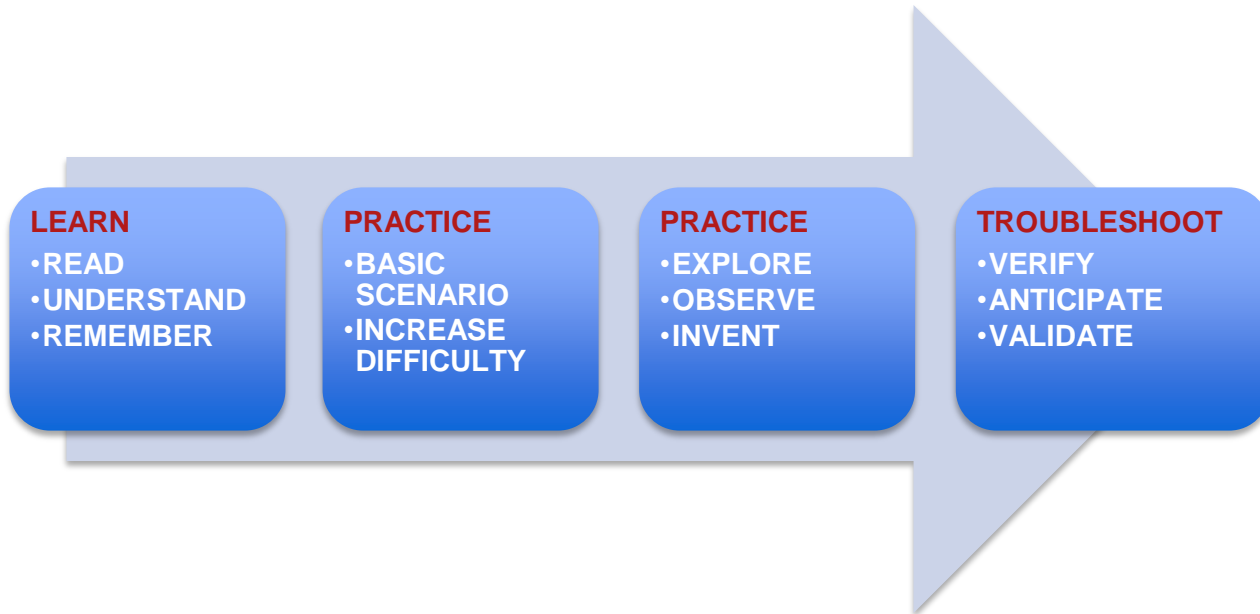 LEARN
•READ
•UNDERSTAND
•REMEMBER
PRACTICE
•BASIC
SCENARIO
•INCREASE
DIFFICULTY
PRACTICE
•EXPLORE
•OBSERVE
•INVENT
TROUBLESHOOT
•VERIFY
•ANTICIPATE
•VALIDATE